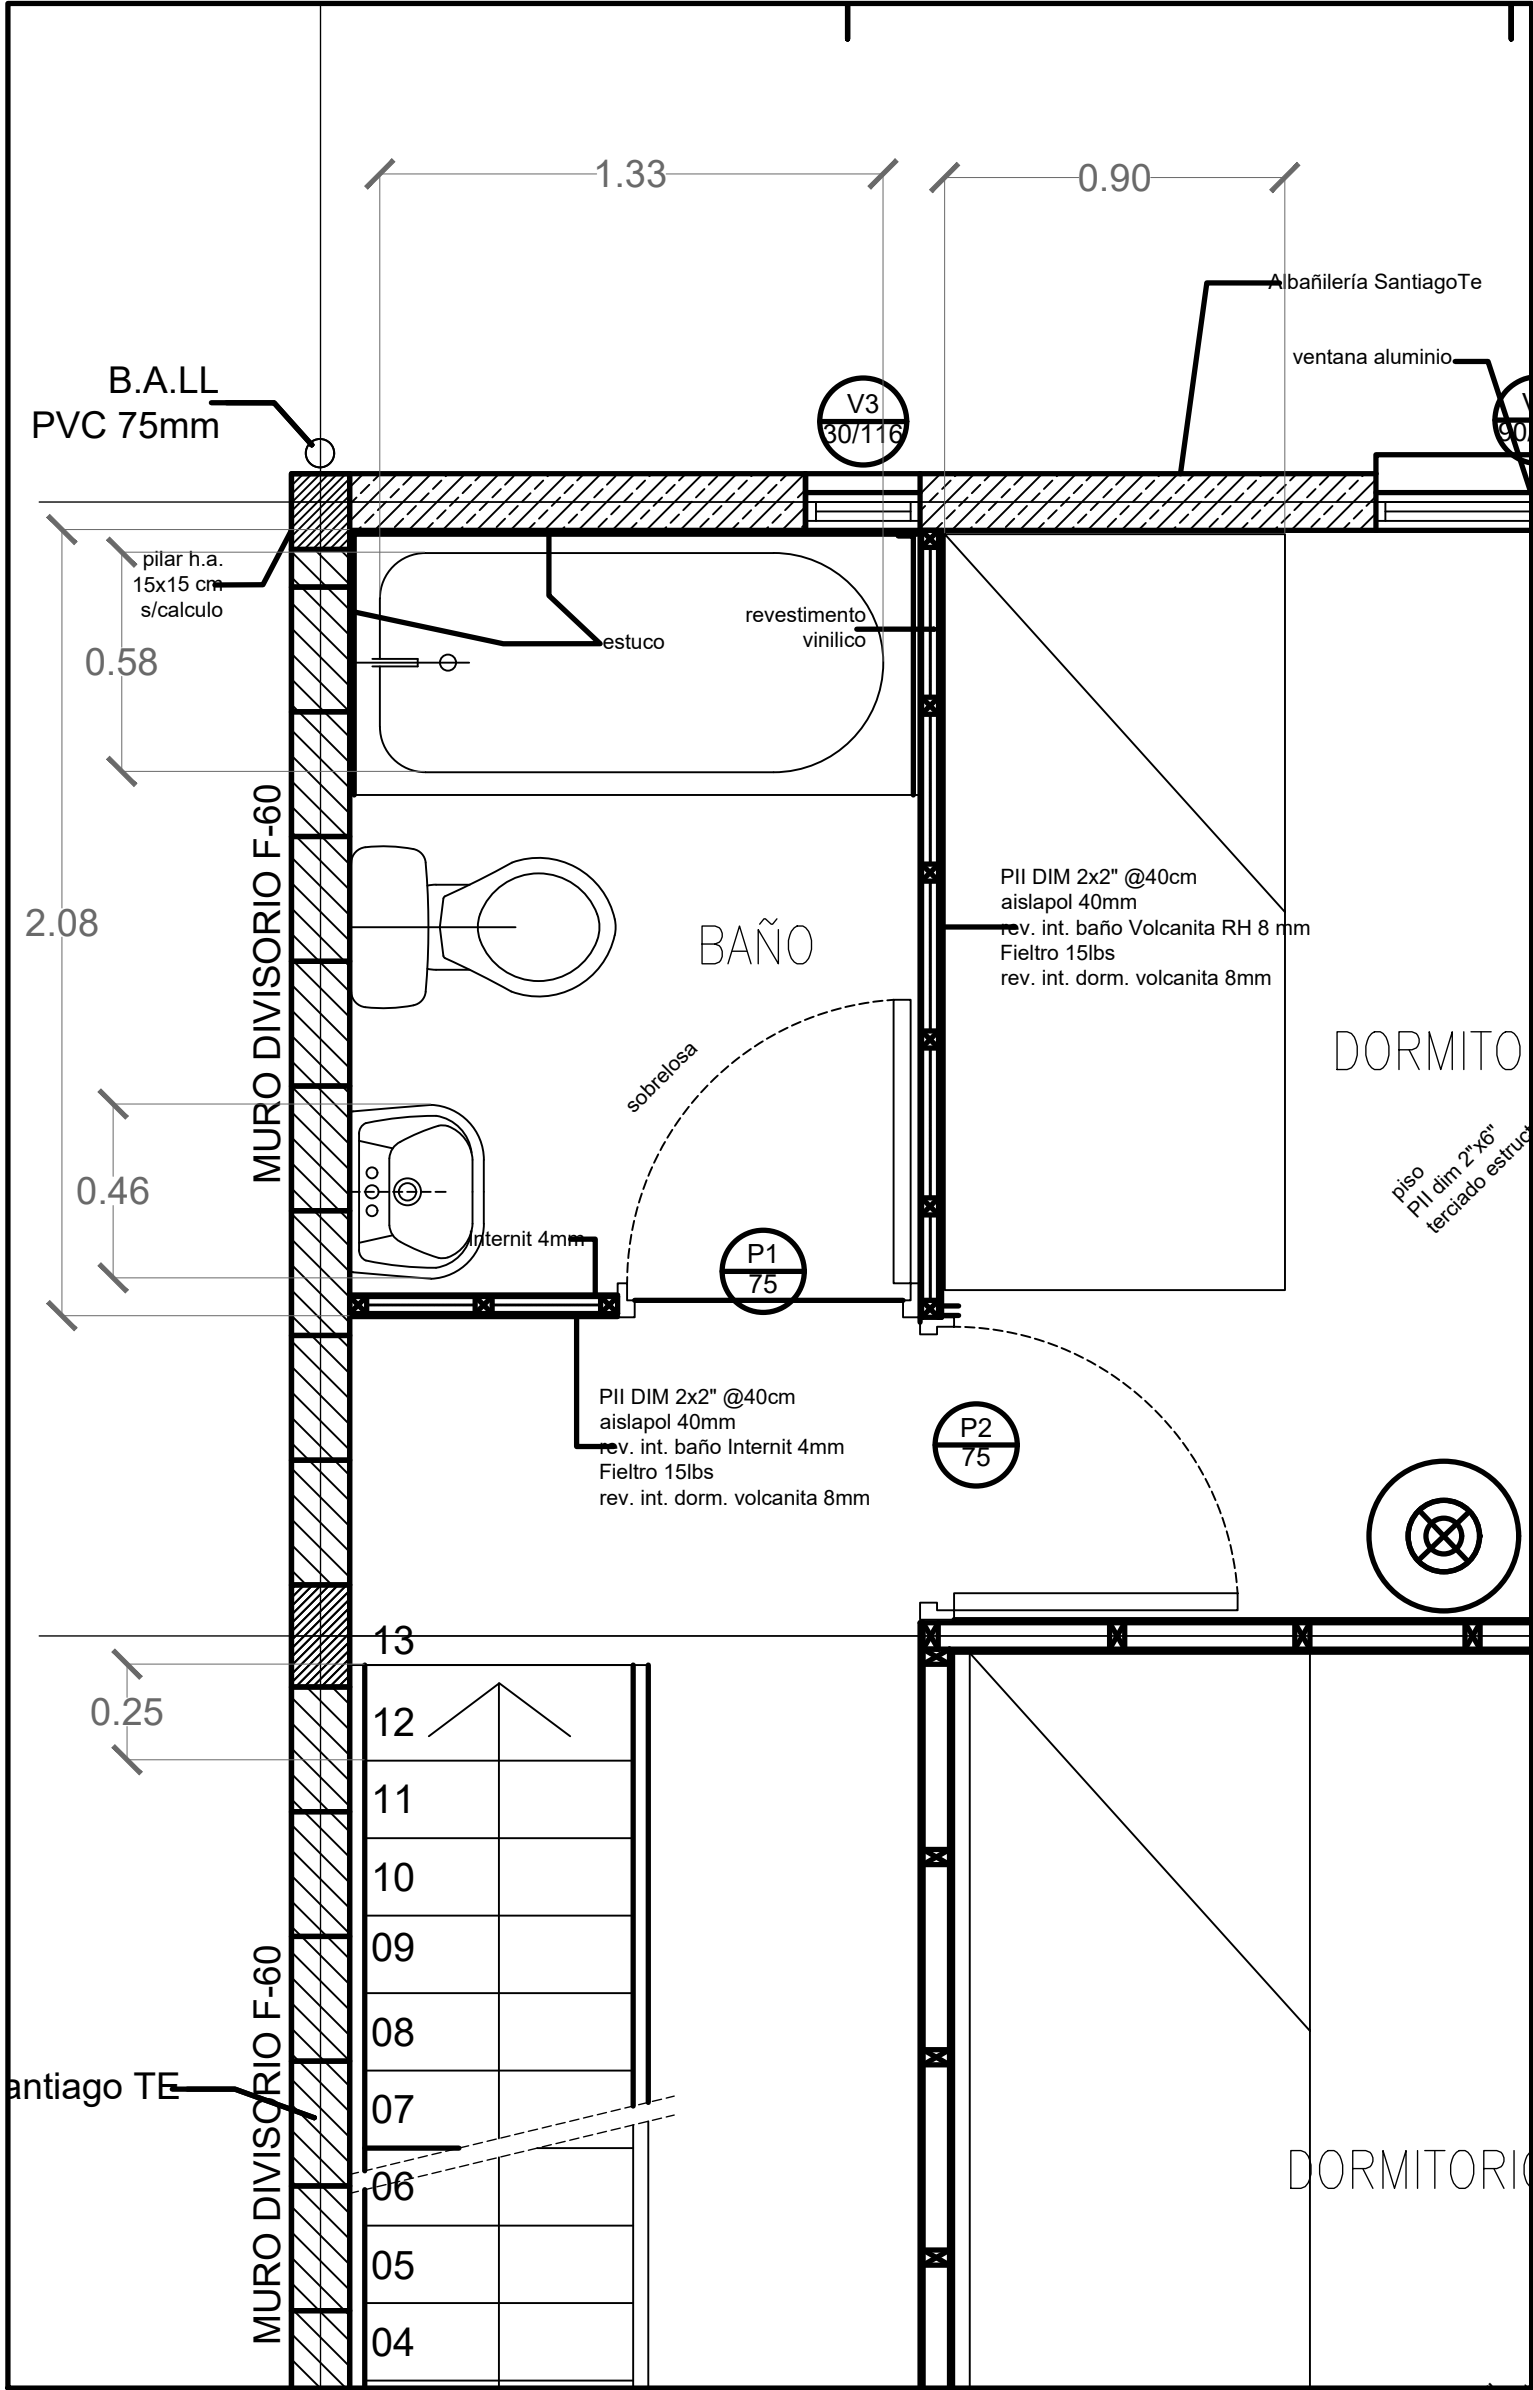 1.33
0.90
Albañilería SantiagoTe
ventana aluminio
B.A.LL
PVC 75mm
V3
30/116
pilar h.a.
15x15 cm
s/calculo
0.58
estuco
revestimento
vinilico
MURO DIVISORIO F-60
2.08
BAÑO
PII DIM 2x2" @40cm
aislapol 40mm
rev. int. baño Volcanita RH 8 mm
Fieltro 15lbs
rev. int. dorm. volcanita 8mm
DORMITO
sobrelosa
piso
PII dim 2"x6"
terciado estruct
0.46
Internit 4mm
P1
75
PII DIM 2x2" @40cm
aislapol 40mm
rev. int. baño Internit 4mm
Fieltro 15lbs
rev. int. dorm. volcanita 8mm
P2
75
13
0.25
12
11
10
09
08
MURO DIVISORIO F-60
antiago TE
07
06
DORMITORIO
05
04